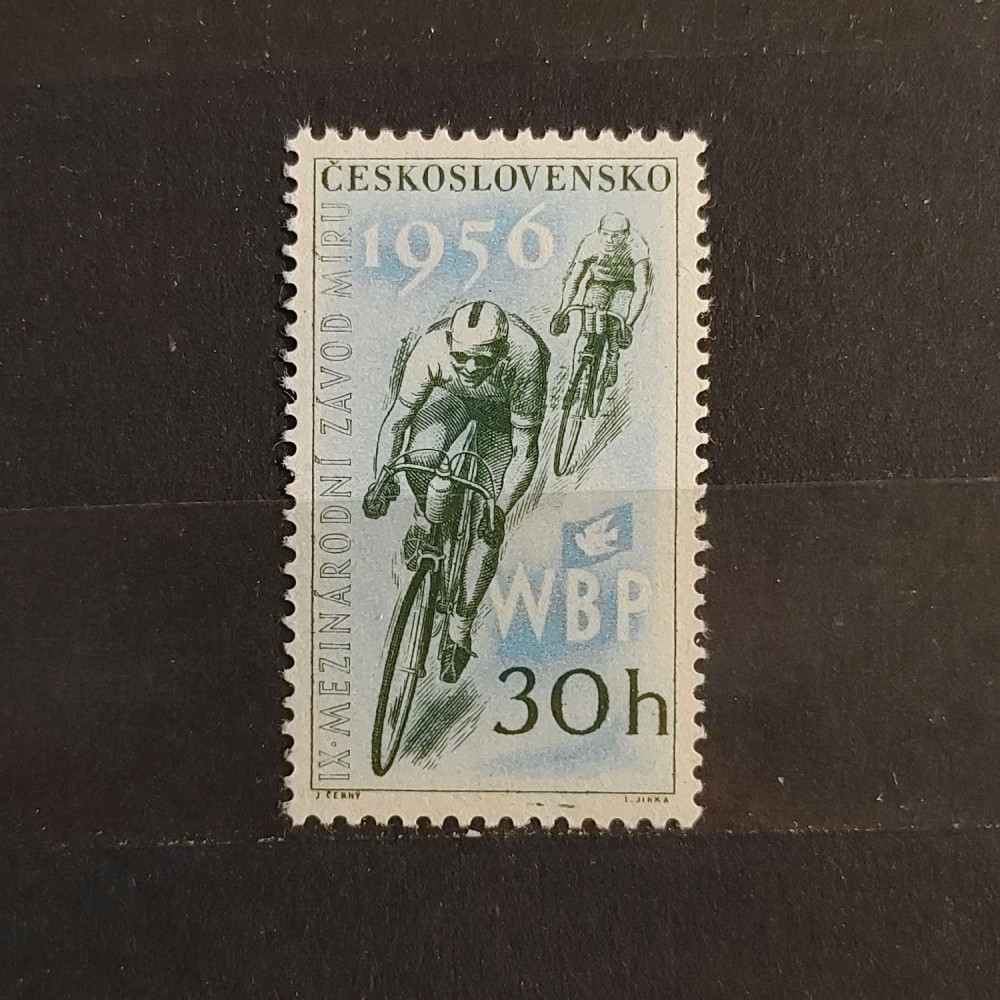 ČESKOSLOVENSKO
1956
IX·MEZINÁRODNÍ ZÁVOD MÍRU
WBP
30h
J ČERNÝ
L. JIRKA